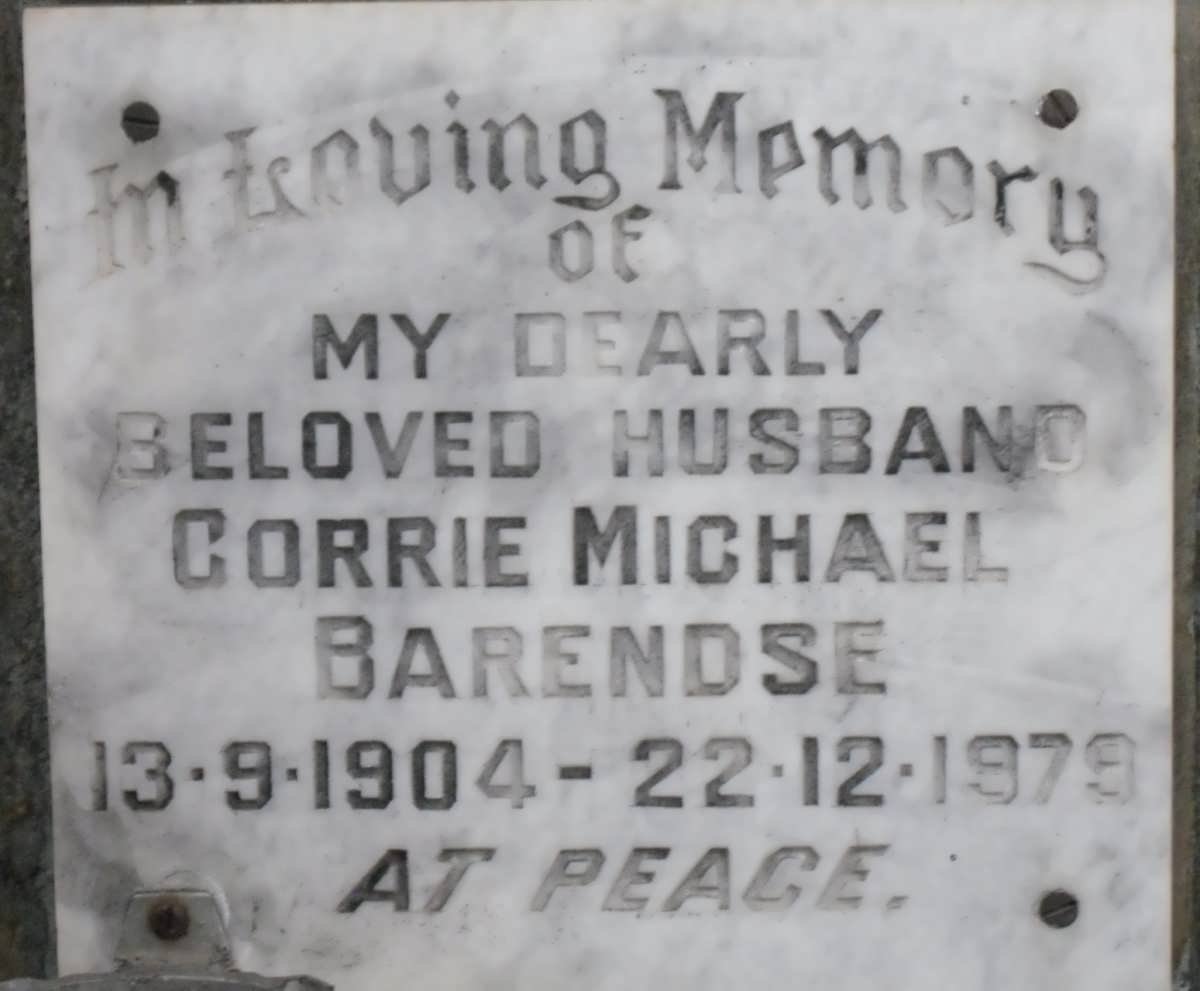 In Loving Memory
of
MY DEARLY
BELOVED HUSBAND
CORRIE MICHAEL
BARENDSE
13·9·1904 - 22·12·1979
AT PEACE.